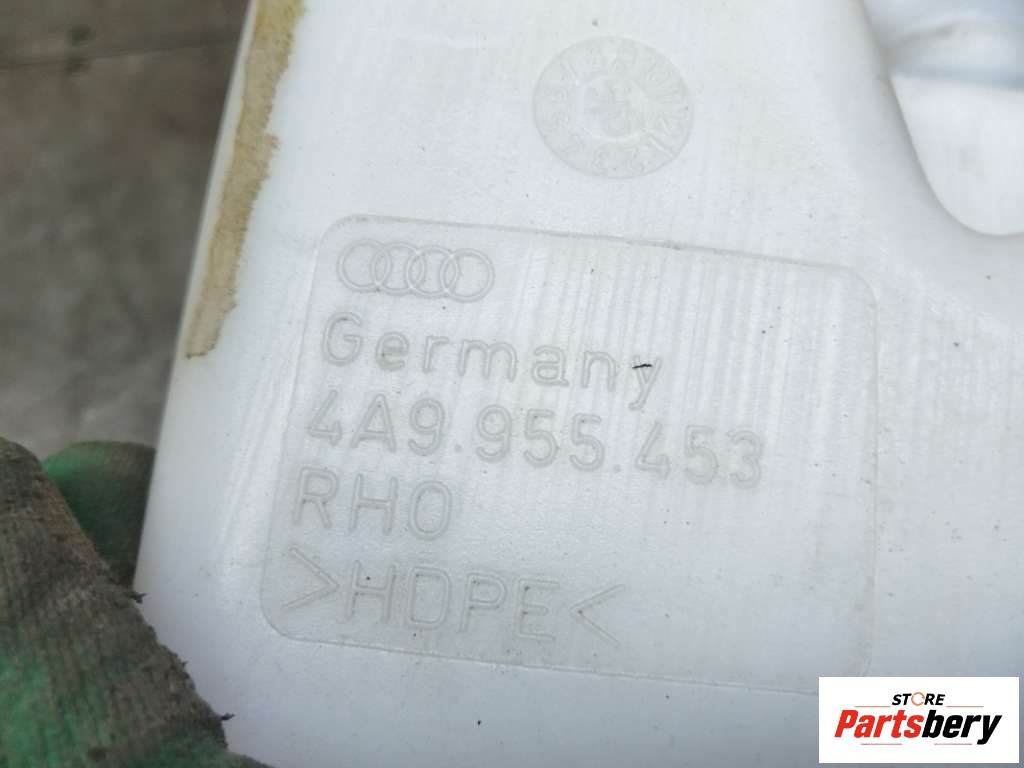 Germany
4A9.955.453
RHO
>HDPE<
STORE
Partsbery